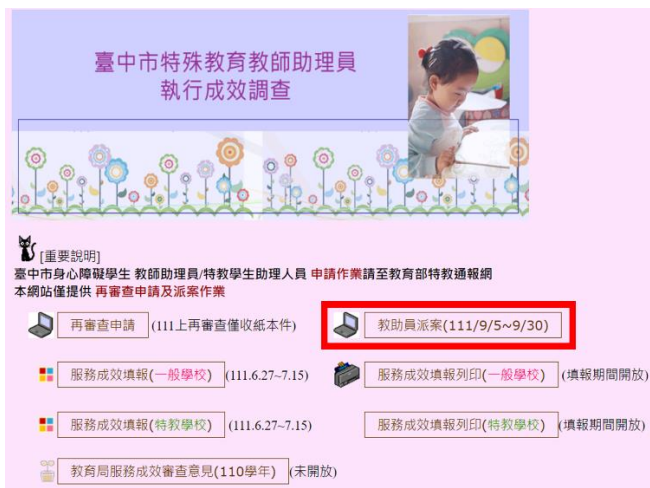 臺中市特殊教育教師助理員
執行成效調查
[重要說明]
臺中市身心障礙學生 教師助理員/特教學生助理人員 申請作業請至教育部特教通報網
本網站僅提供 再審查申請及派案作業
再審查申請 (111上再審查僅收紙本件) 教助員派案(111/9/5~9/30)
服務成效填報(一般學校) (111.6.27~7.15) 服務成效填報列印(一般學校) (填報期間開放)
服務成效填報(特教學校) (111.6.27~7.15) 服務成效填報列印(特教學校) (填報期間開放)
教育局服務成效審查意見(110學年) (未開放)